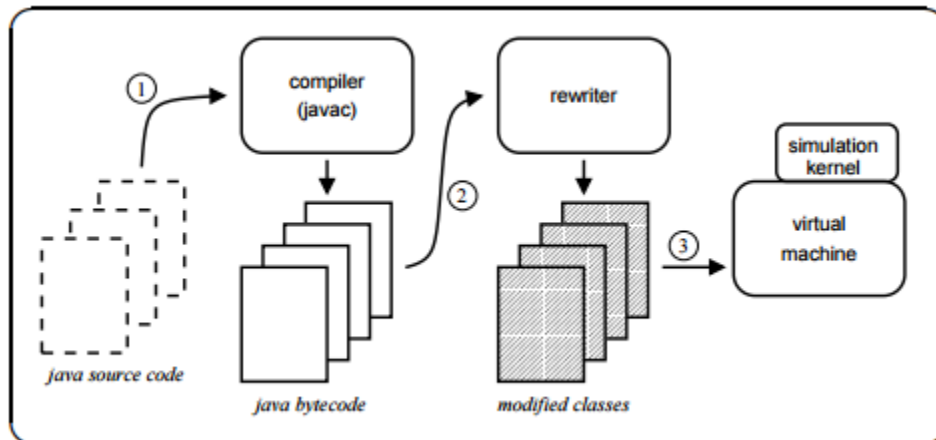 1
compiler
(javac)
rewriter
simulation
kernel
2
virtual
machine
3
java source code
java bytecode
modified classes